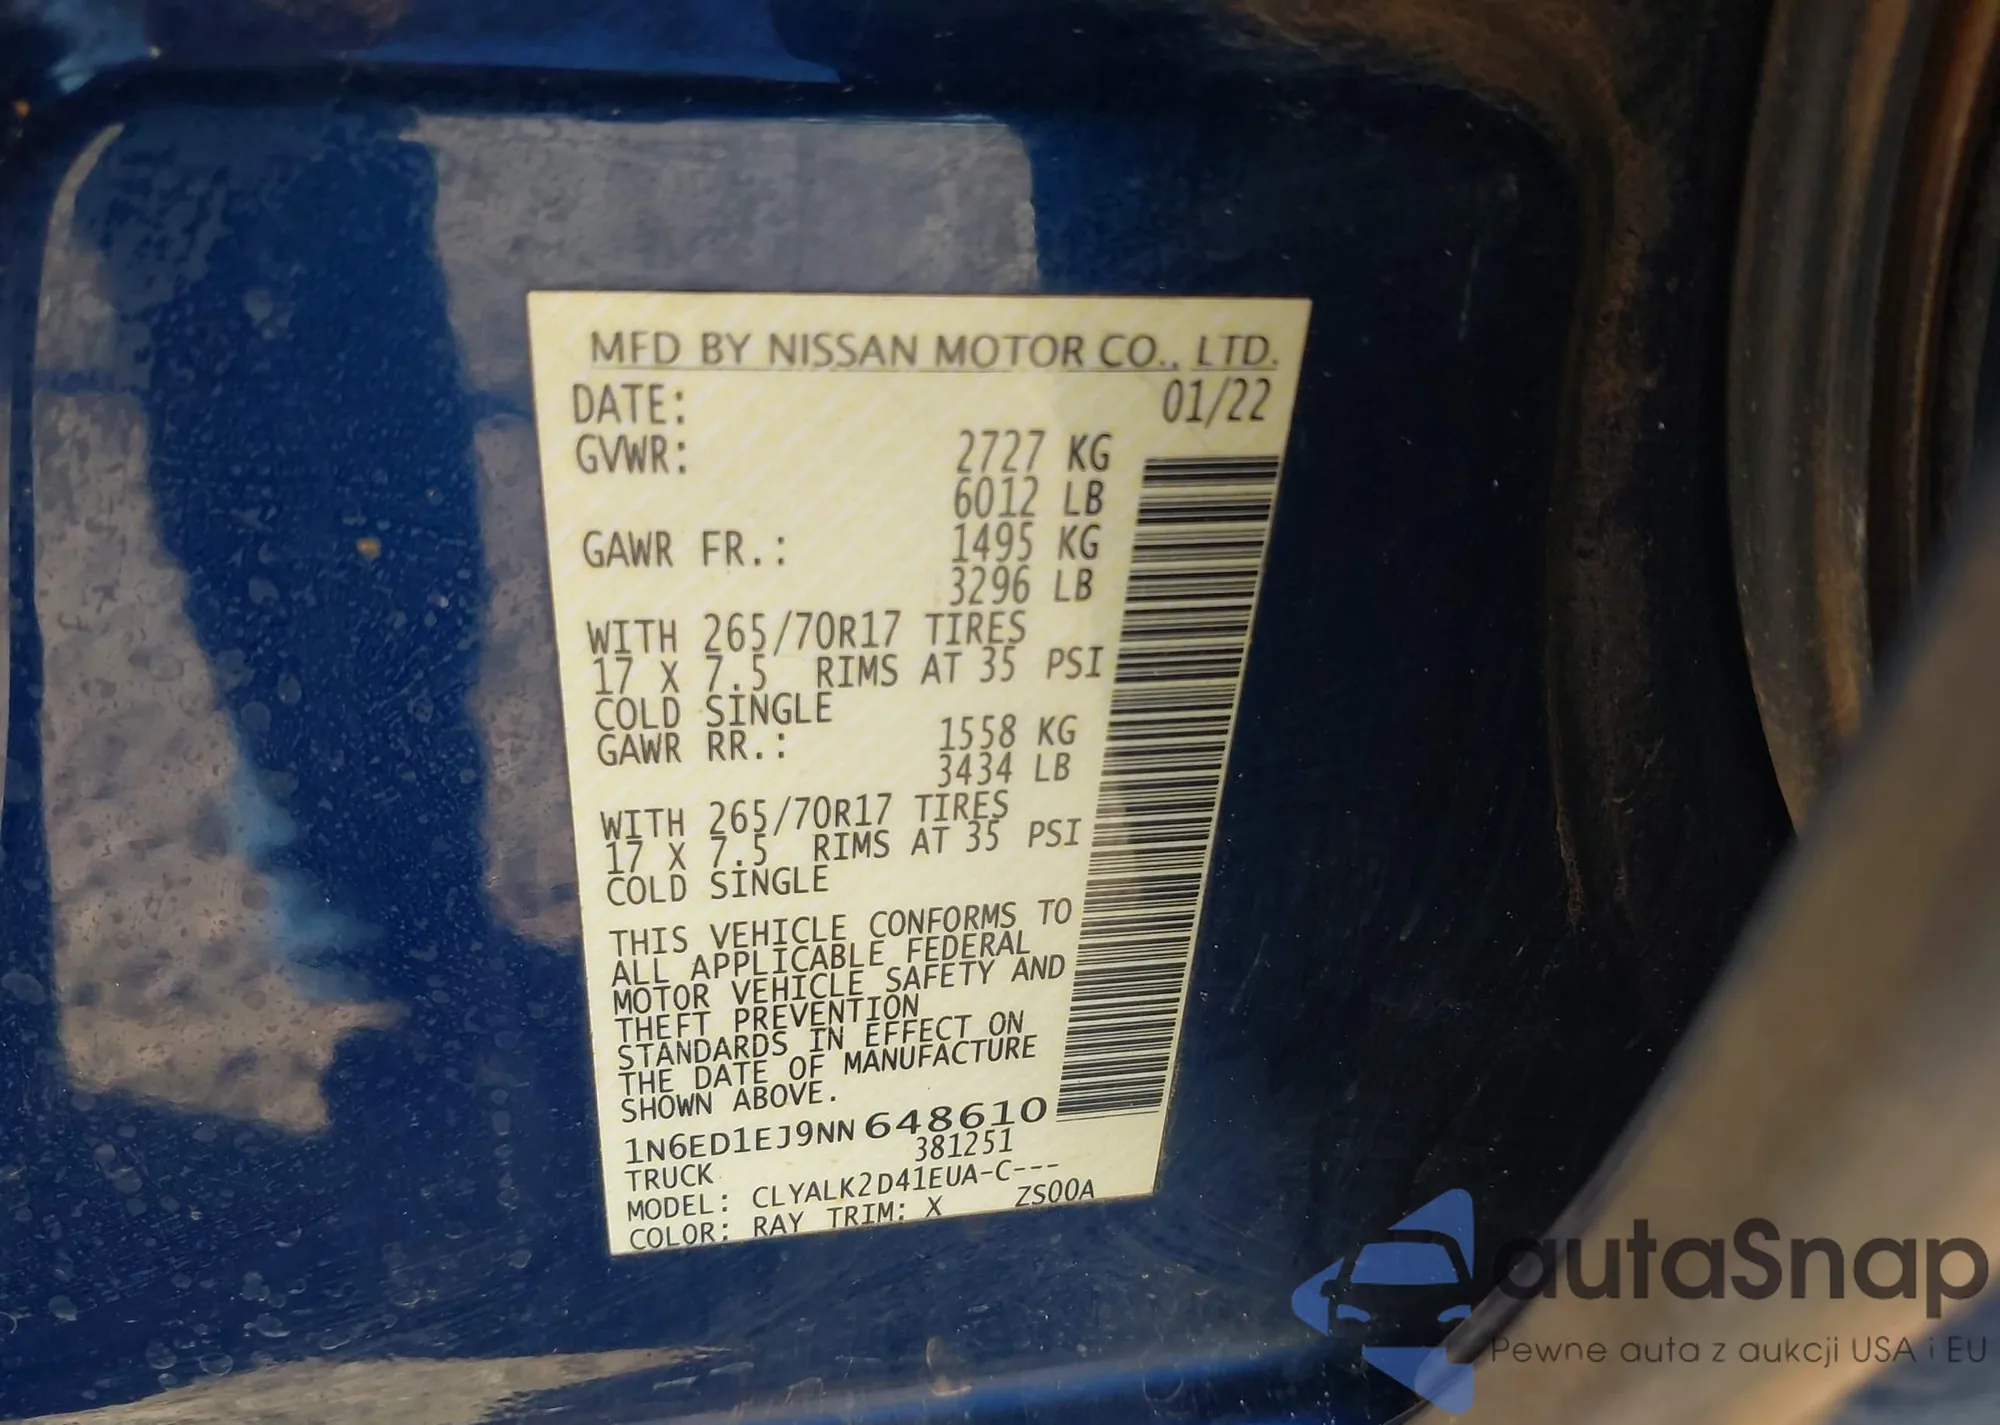 MFD BY NISSAN MOTOR CO., LTD.
DATE: 01/22
GVWR: 2727 KG
6012 LB
GAWR FR.: 1495 KG
3296 LB
WITH 265/70R17 TIRES
17 X 7.5 RIMS AT 35 PSI
COLD SINGLE
GAWR RR.: 1558 KG
3434 LB
WITH 265/70R17 TIRES
17 X 7.5 RIMS AT 35 PSI
COLD SINGLE
THIS VEHICLE CONFORMS TO
ALL APPLICABLE FEDERAL
MOTOR VEHICLE SAFETY AND
THEFT PREVENTION
STANDARDS IN EFFECT ON
THE DATE OF MANUFACTURE
SHOWN ABOVE.
1N6ED1EJ9NN648610
TRUCK 381251
MODEL: CLYALK2D41EUA-C---
COLOR: RAY TRIM: X ZS00A
autaSnap
Pewne auta z aukcji USA i EU